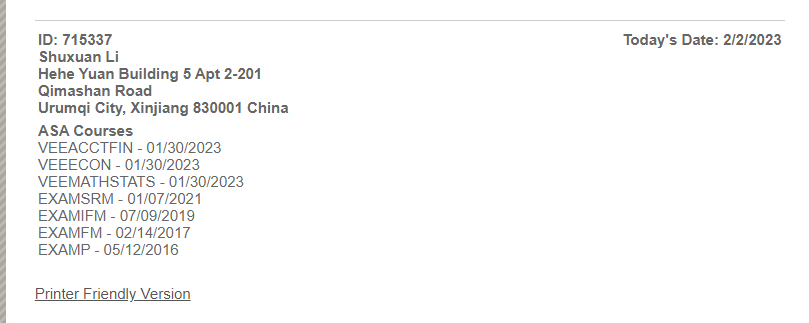 ID: 715337 Today's Date: 2/2/2023
Shuxuan Li
Hehe Yuan Building 5 Apt 2-201
Qimashan Road
Urumqi City, Xinjiang 830001 China
ASA Courses
VEEACCTFIN - 01/30/2023
VEEECON - 01/30/2023
VEEMATHSTATS - 01/30/2023
EXAMSRM - 01/07/2021
EXAMIFM - 07/09/2019
EXAMFM - 02/14/2017
EXAMP - 05/12/2016
Printer Friendly Version